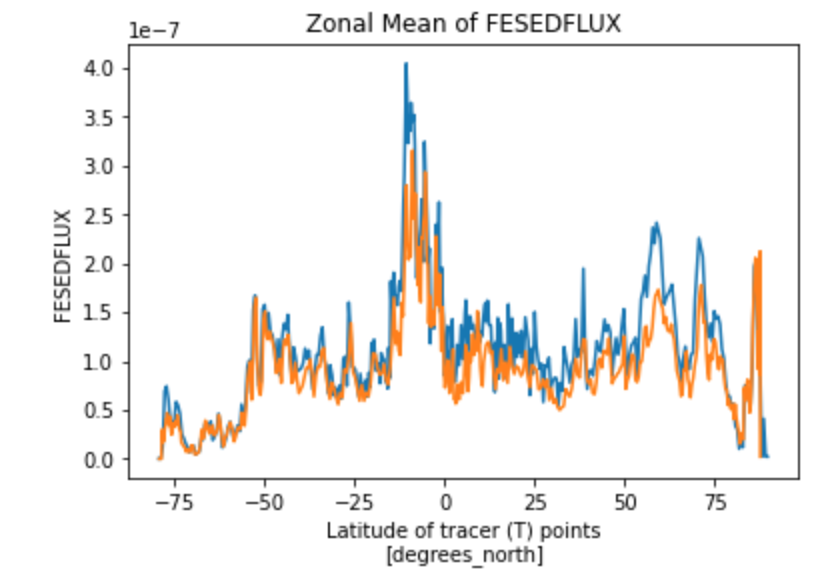 Zonal Mean of FESEDFLUX
1e−7
4.0
3.5
3.0
2.5
2.0
1.5
1.0
0.5
0.0
FESEDFLUX
−75 −50 −25 0 25 50 75
Latitude of tracer (T) points
[degrees_north]